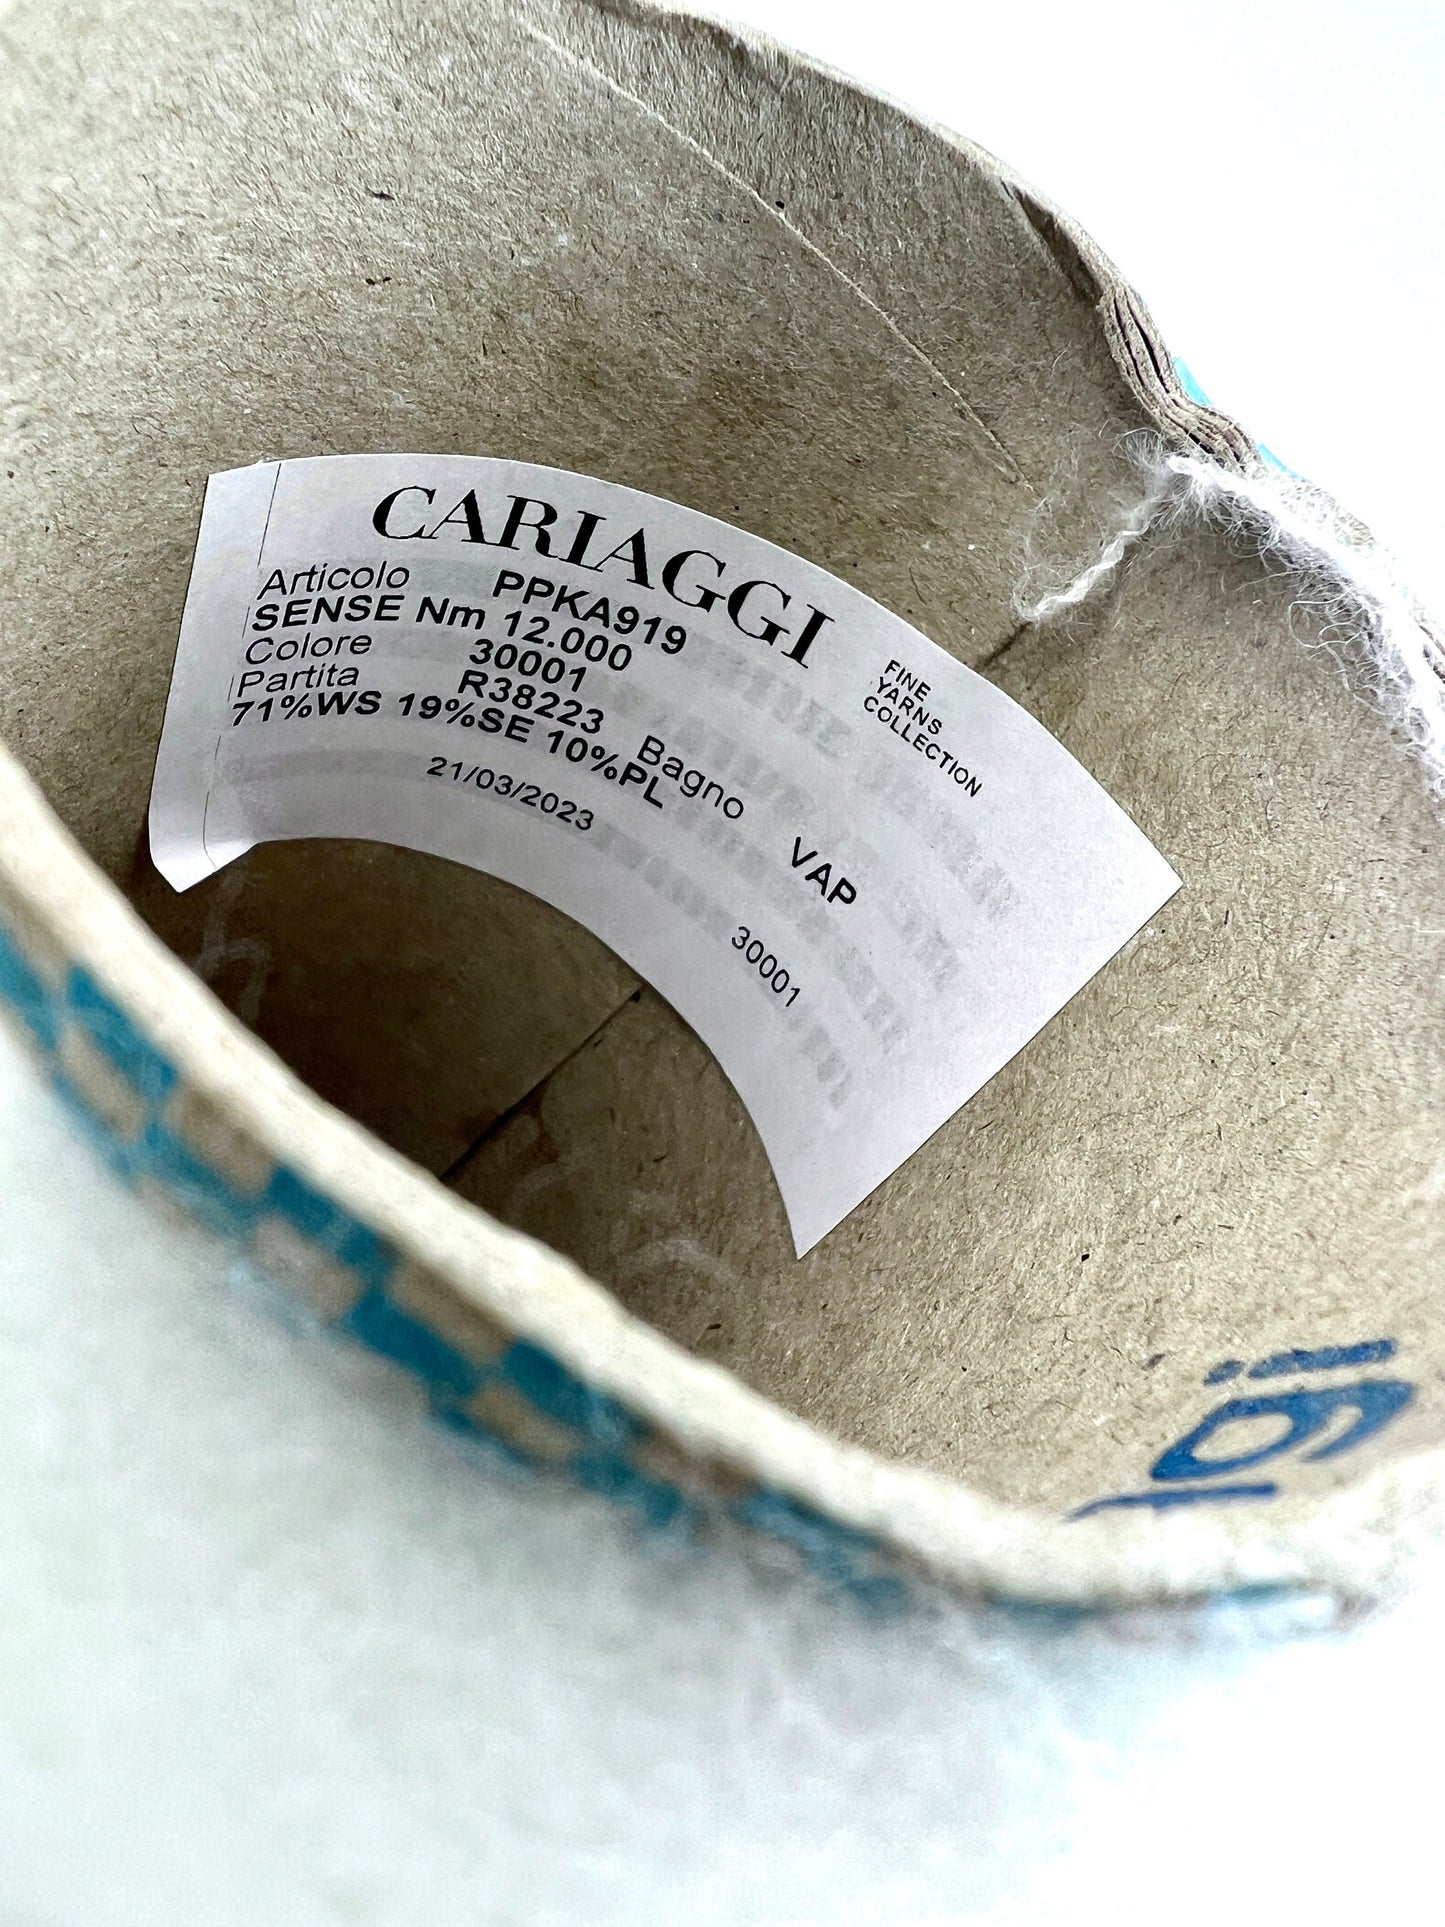 CARIAGGI
FINE
YARNS
COLLECTION
Articolo PPKA919
SENSE Nm 12.000
Colore 30001
Partita R38223 Bagno VAP
71%WS 19%SE 10%PL
21/03/2023 30001